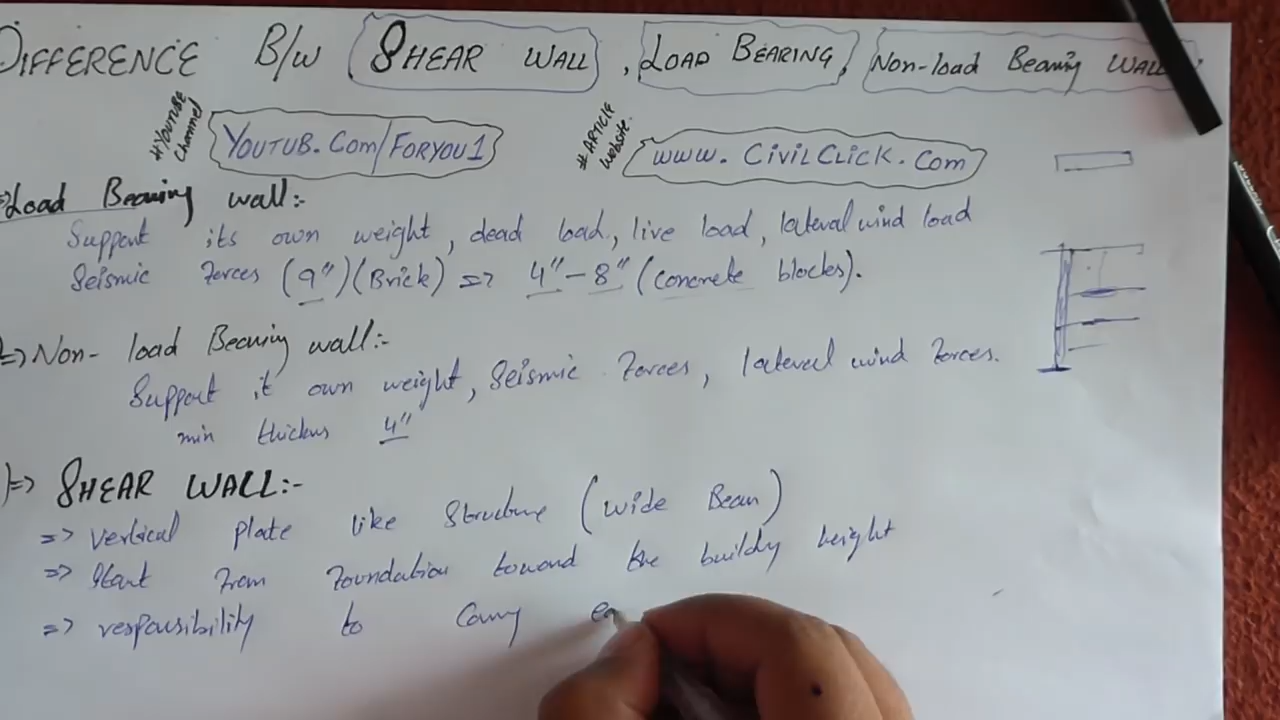 DIFFERENCE B/W SHEAR WALL, LOAD BEARING, Non-load Bearing WALL.
#YOUTUBE Channel
YOUTUB.Com/FORYOU1
#ARTICLE Website.
www.CIVILCLICK.Com
=>Load Bearing wall:-
Support its own weight, dead load, live load, lateral wind load
Seismic Forces (9")(Brick) => 4"-8" (Concrete blocks).
=> Non-load Bearing wall:-
Support it own weight, Seismic Forces, lateral wind Forces.
min thickns 4"
=> SHEAR WALL:-
=> vertical plate like Structure (wide Beam)
=> Start From Foundation toward the buildy height
=> responsibility to Carry ea